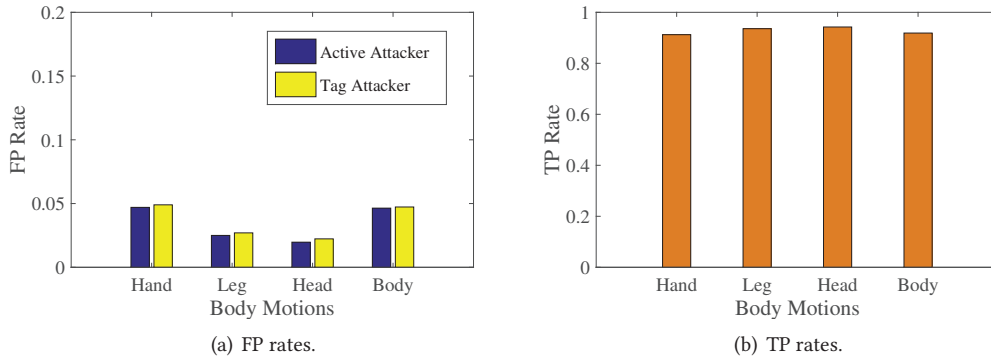 0.2
0.15
0.1
0.05
0
FP Rate
Active Attacker
Tag Attacker
Hand Leg Head Body
Body Motions
(a) FP rates.
1
0.8
0.6
0.4
0.2
0
TP Rate
Hand Leg Head Body
Body Motions
(b) TP rates.